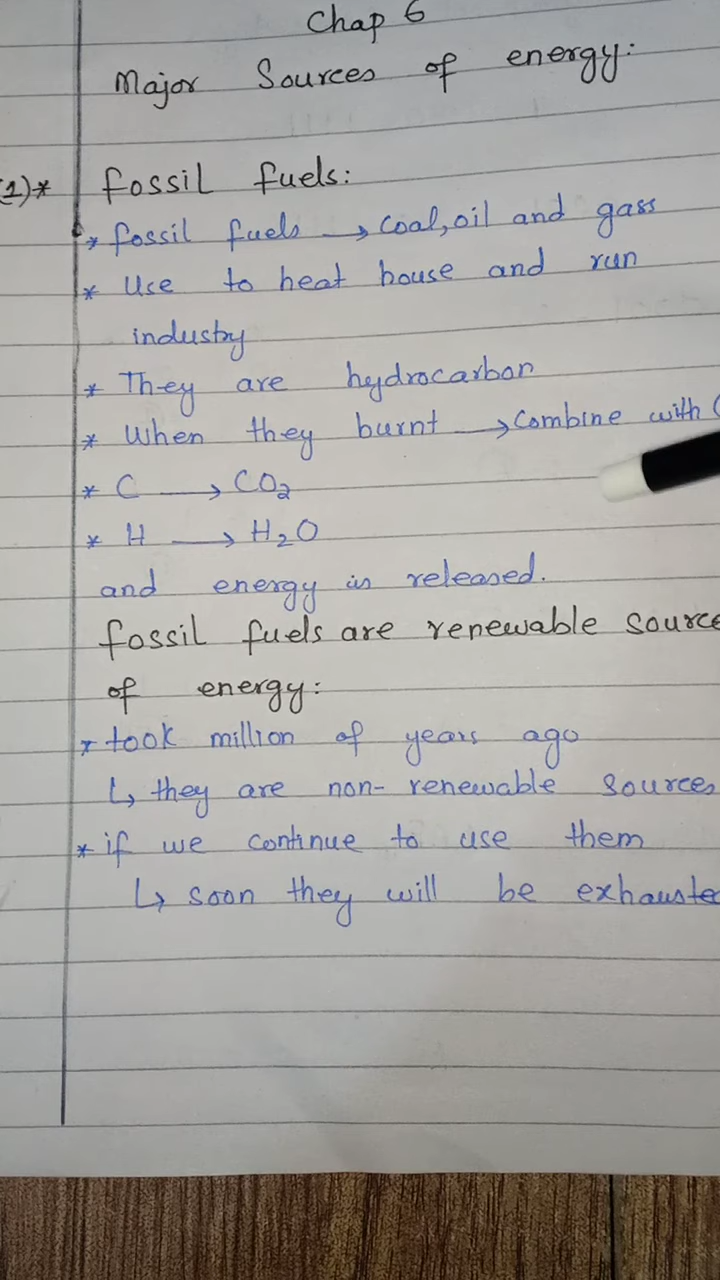 Chap 6
Major Sources of energy:
(1)* fossil fuels:
* fossil fuels → Coal, oil and gass
* Use to heat house and run
industry
* They are hydrocarbon
* When they burnt → Combine with
* C → CO₂
* H → H₂O
and energy is released.
fossil fuels are renewable source
of energy:
* took million of years ago
↳ they are non-renewable sources
* if we continue to use them
↳ soon they will be exhausted